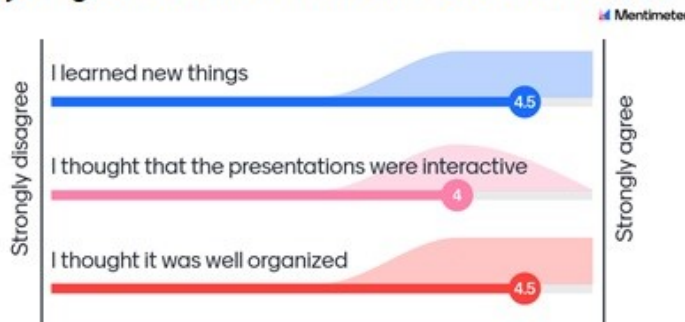 Mentimeter
Strongly disagree
I learned new things
4.5
I thought that the presentations were interactive
4
I thought it was well organized
4.5
Strongly agree